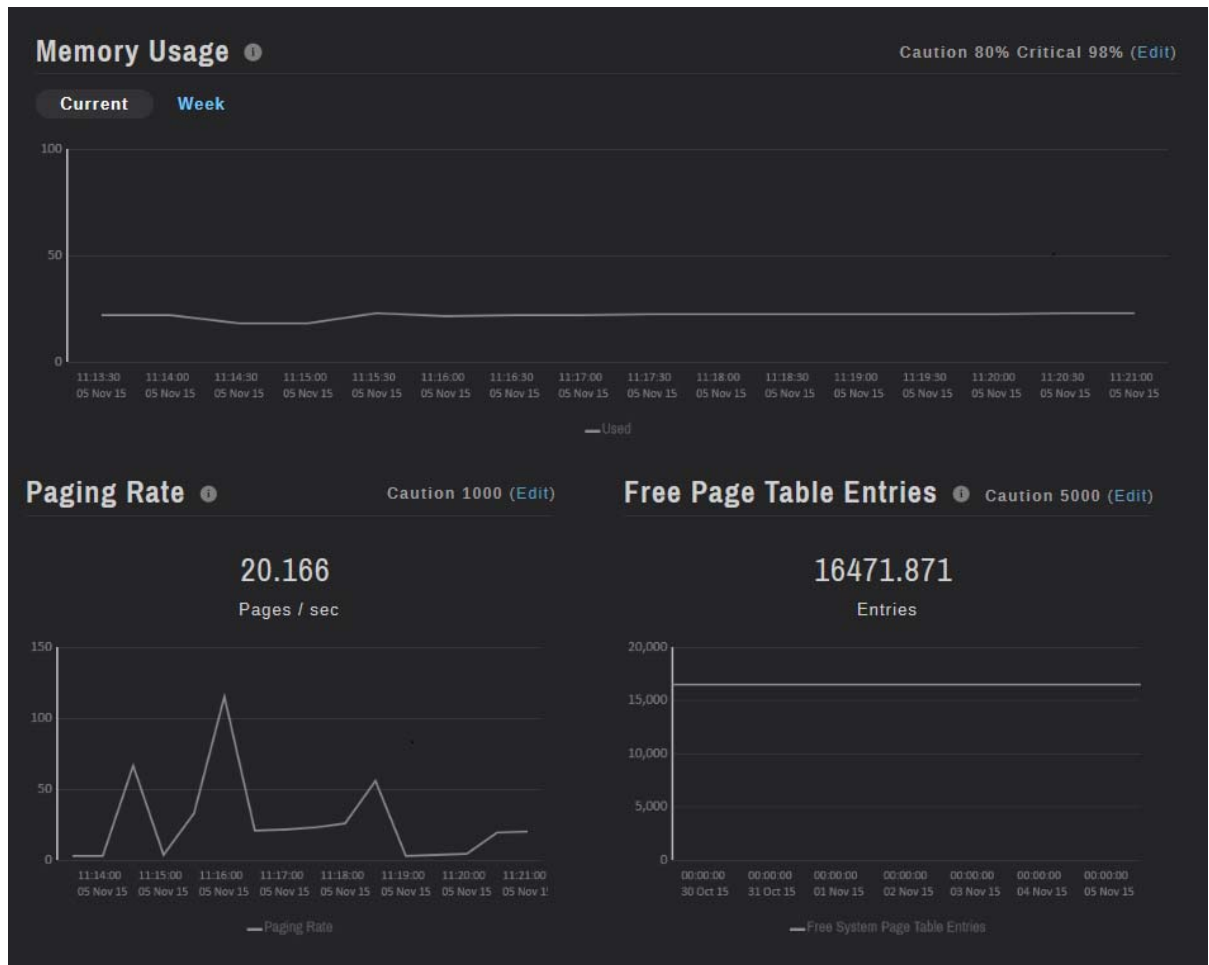 Memory Usage
Caution 80% Critical 98% (Edit)
Current Week
100
50
0
11:13:30 11:14:00 11:14:30 11:15:00 11:15:30 11:16:00 11:16:30 11:17:00 11:17:30 11:18:00 11:18:30 11:19:00 11:19:30 11:20:00 11:20:30 11:21:00
05 Nov 15 05 Nov 15 05 Nov 15 05 Nov 15 05 Nov 15 05 Nov 15 05 Nov 15 05 Nov 15 05 Nov 15 05 Nov 15 05 Nov 15 05 Nov 15 05 Nov 15 05 Nov 15 05 Nov 15 05 Nov 15
Used
Paging Rate
Caution 1000 (Edit)
20.166
Pages / sec
150
100
50
0
11:14:00 11:15:00 11:16:00 11:17:00 11:18:00 11:19:00 11:20:00 11:21:00
05 Nov 15 05 Nov 15 05 Nov 15 05 Nov 15 05 Nov 15 05 Nov 15 05 Nov 15 05 Nov 1
Paging Rate
Free Page Table Entries
Caution 5000 (Edit)
16471.871
Entries
20,000
15,000
10,000
5,000
0
00:00:00 00:00:00 00:00:00 00:00:00 00:00:00 00:00:00 00:00:00
30 Oct 15 31 Oct 15 01 Nov 15 02 Nov 15 03 Nov 15 04 Nov 15 05 Nov 15
Free System Page Table Entries